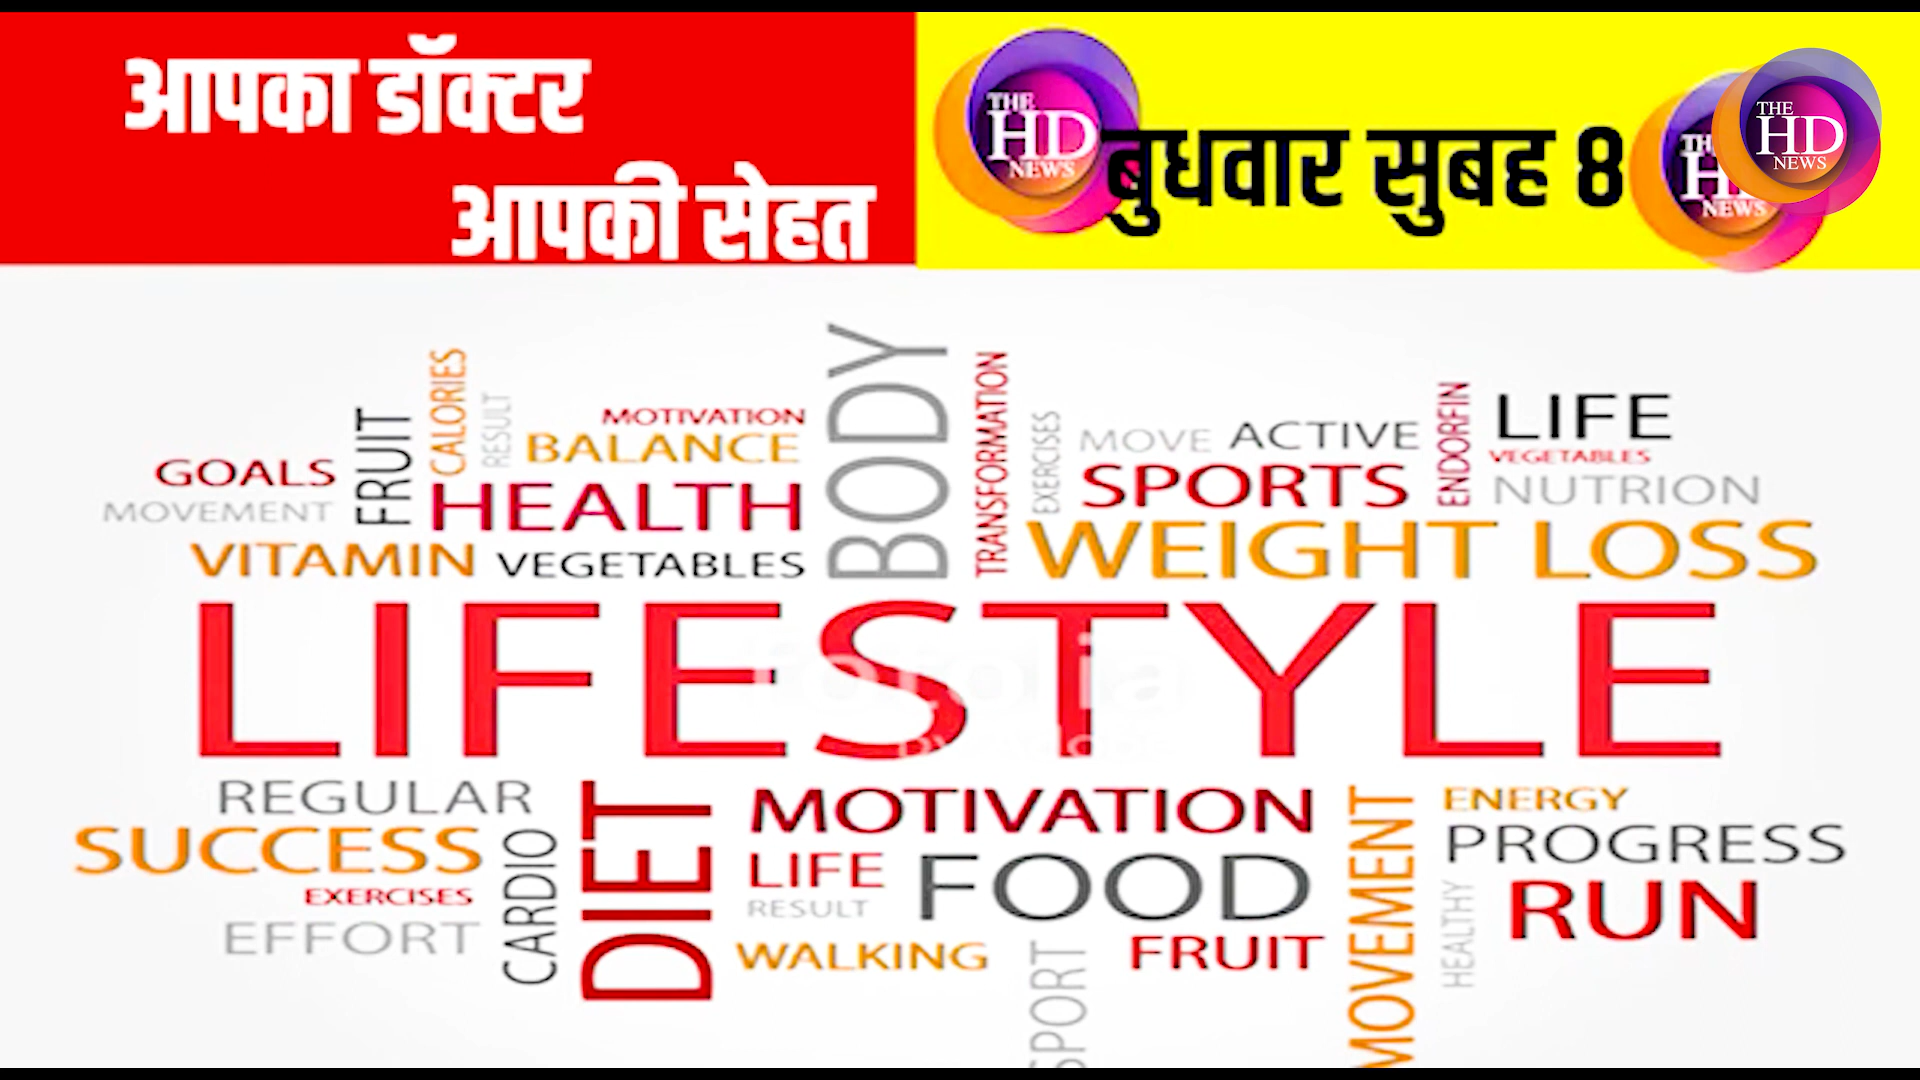 आपका डॉक्टर
आपकी सेहत
THE
HD
NEWS
बुधवार सुबह 8
THE
HD
NEWS
NEWS
BODY
CALORIES
TRANSFORMATION
RESULT
MOTIVATION
FRUIT
BALANCE
EXERCISES
MOVE
ACTIVE
ENDORFIN
LIFE
VEGETABLES
GOALS
MOVEMENT
HEALTH
SPORTS
NUTRION
VITAMIN
VEGETABLES
WEIGHT LOSS
LIFESTYLE
fotolia
REGULAR
SUCCESS
EXERCISES
EFFORT
CARDIO
DIET
MOTIVATION
LIFE
RESULT
FOOD
WALKING
SPORT
FRUIT
MOVEMENT
ENERGY
PROGRESS
HEALTHY
RUN